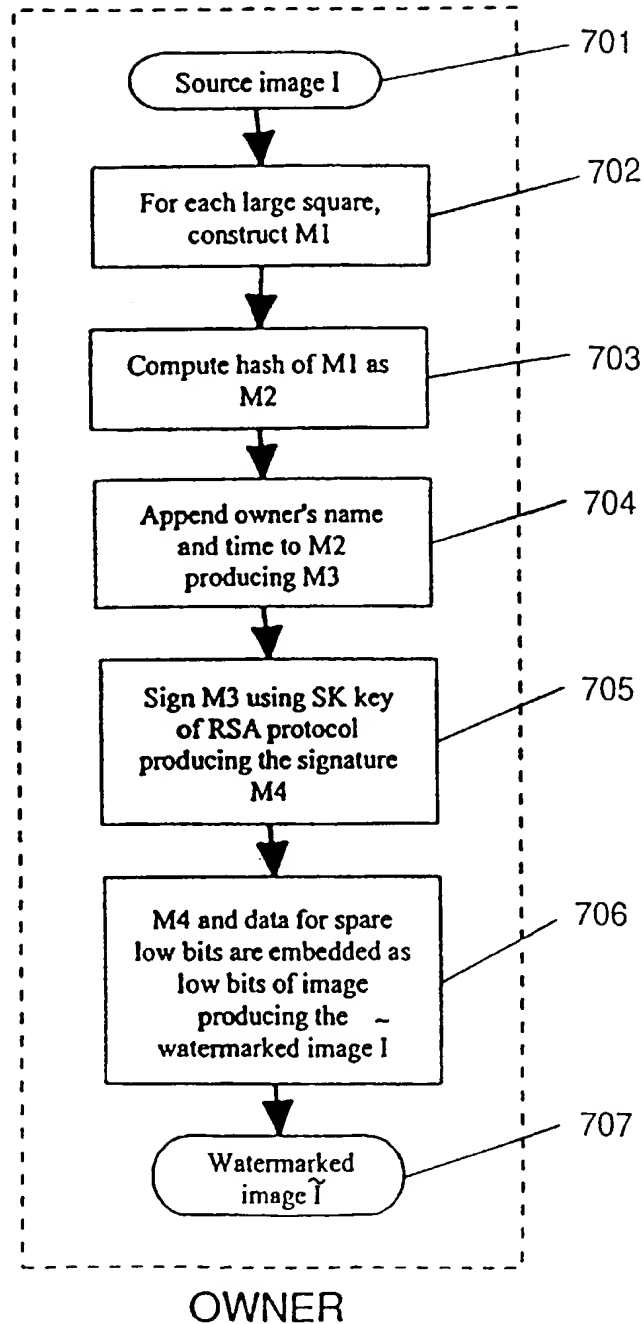 701
Source image I
702
For each large square,
construct M1
703
Compute hash of M1 as
M2
704
Append owner's name
and time to M2
producing M3
705
Sign M3 using SK key
of RSA protocol
producing the signature
M4
706
M4 and data for spare
low bits are embedded as
low bits of image
producing the ~
watermarked image I
707
Watermarked
image Ĩ
OWNER